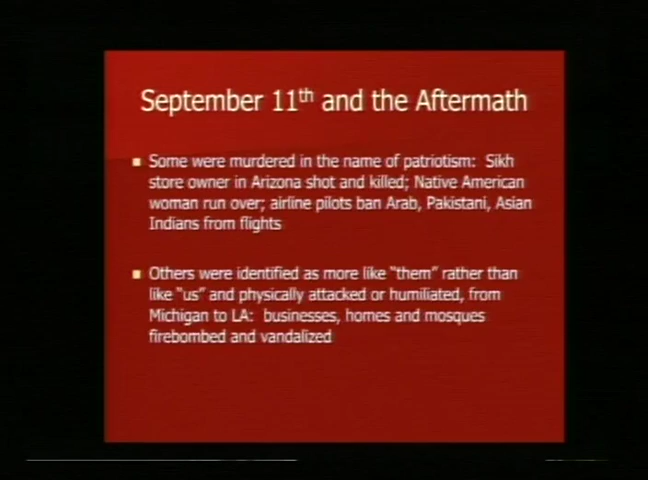 September 11th and the Aftermath
Some were murdered in the name of patriotism: Sikh
store owner in Arizona shot and killed; Native American
woman run over; airline pilots ban Arab, Pakistani, Asian
Indians from flights
Others were identified as more like “them” rather than
like “us” and physically attacked or humiliated, from
Michigan to LA: businesses, homes and mosques
firebombed and vandalized